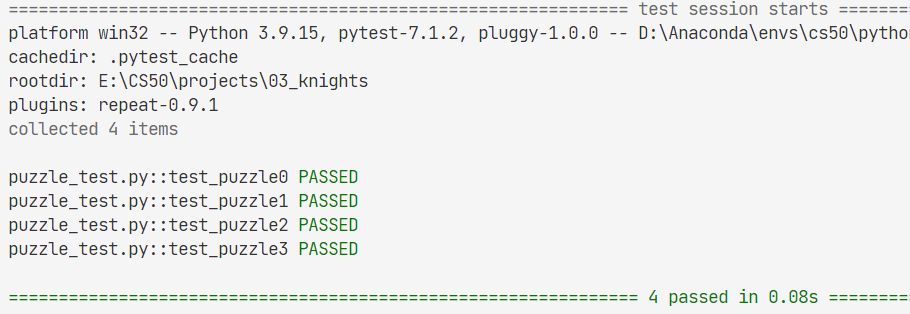 =========================================================== test session starts =======
platform win32 -- Python 3.9.15, pytest-7.1.2, pluggy-1.0.0 -- D:\Anaconda\envs\cs50\python
cachedir: .pytest_cache
rootdir: E:\CS50\projects\03_knights
plugins: repeat-0.9.1
collected 4 items
puzzle_test.py::test_puzzle0 PASSED
puzzle_test.py::test_puzzle1 PASSED
puzzle_test.py::test_puzzle2 PASSED
puzzle_test.py::test_puzzle3 PASSED
============================================================ 4 passed in 0.08s ========